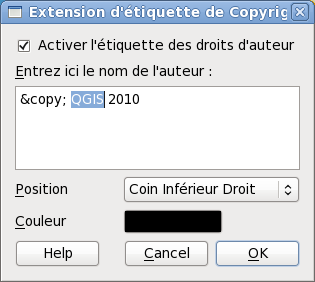 Extension d'étiquette de Copyrig
Activer l'étiquette des droits d'auteur
Entrez ici le nom de l'auteur :
&copy; QGIS 2010
Position Coin Inférieur Droit
Couleur
Help Cancel OK